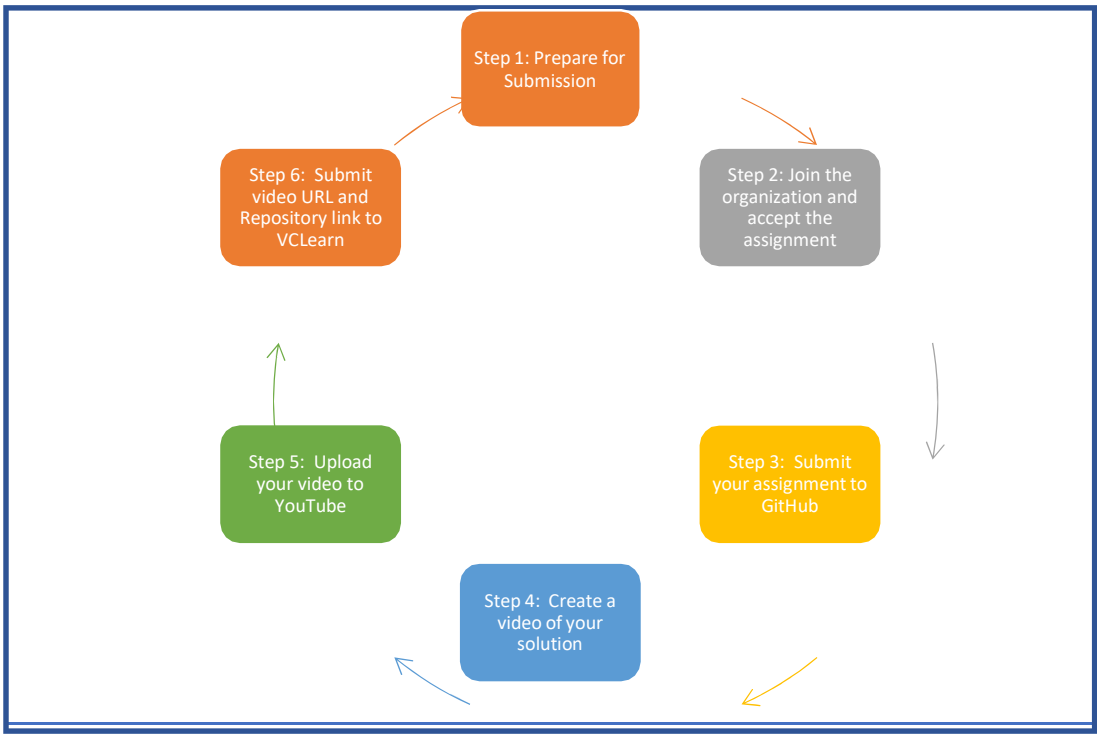 Step 1: Prepare for
Submission
Step 2: Join the
organization and
accept the
assignment
Step 3:  Submit
your assignment to
GitHub
Step 4:  Create a
video of your
solution
Step 5:  Upload
your video to
YouTube
Step 6:  Submit
video URL and
Repository link to
VCLearn